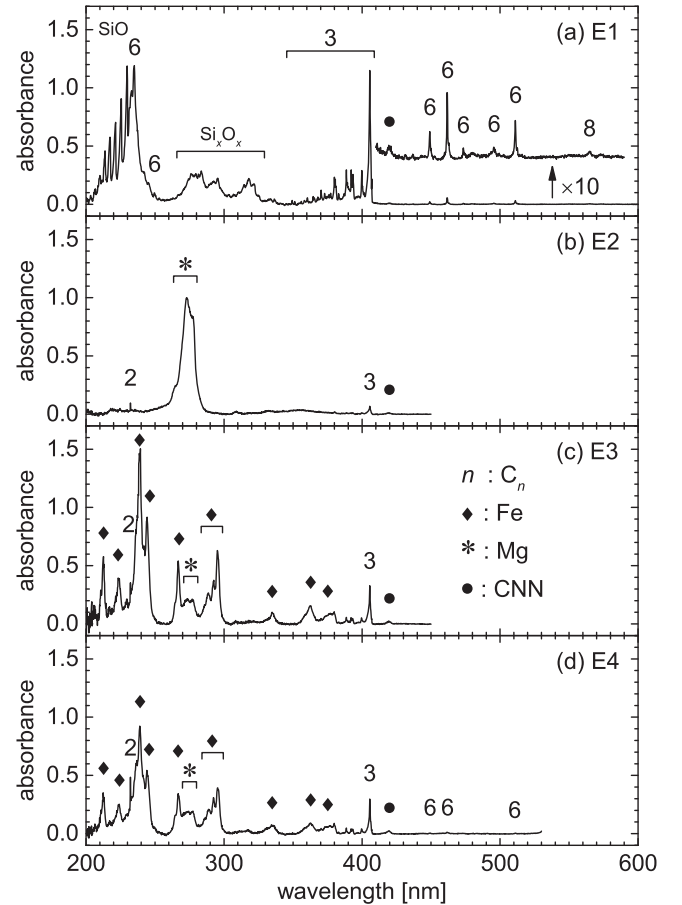 SiO
6
3
(a) E1
6
Si_xO_x
6
6
6
6
6
8
×10
absorbance
1.5
1.0
0.5
0.0
(b) E2
*
2
3
absorbance
1.5
1.0
0.5
0.0
(c) E3
2
*
3
n : C_n
♦ : Fe
* : Mg
● : CNN
absorbance
1.5
1.0
0.5
0.0
(d) E4
2
*
3
6 6 6
absorbance
1.5
1.0
0.5
0.0
200 300 400 500 600
wavelength [nm]